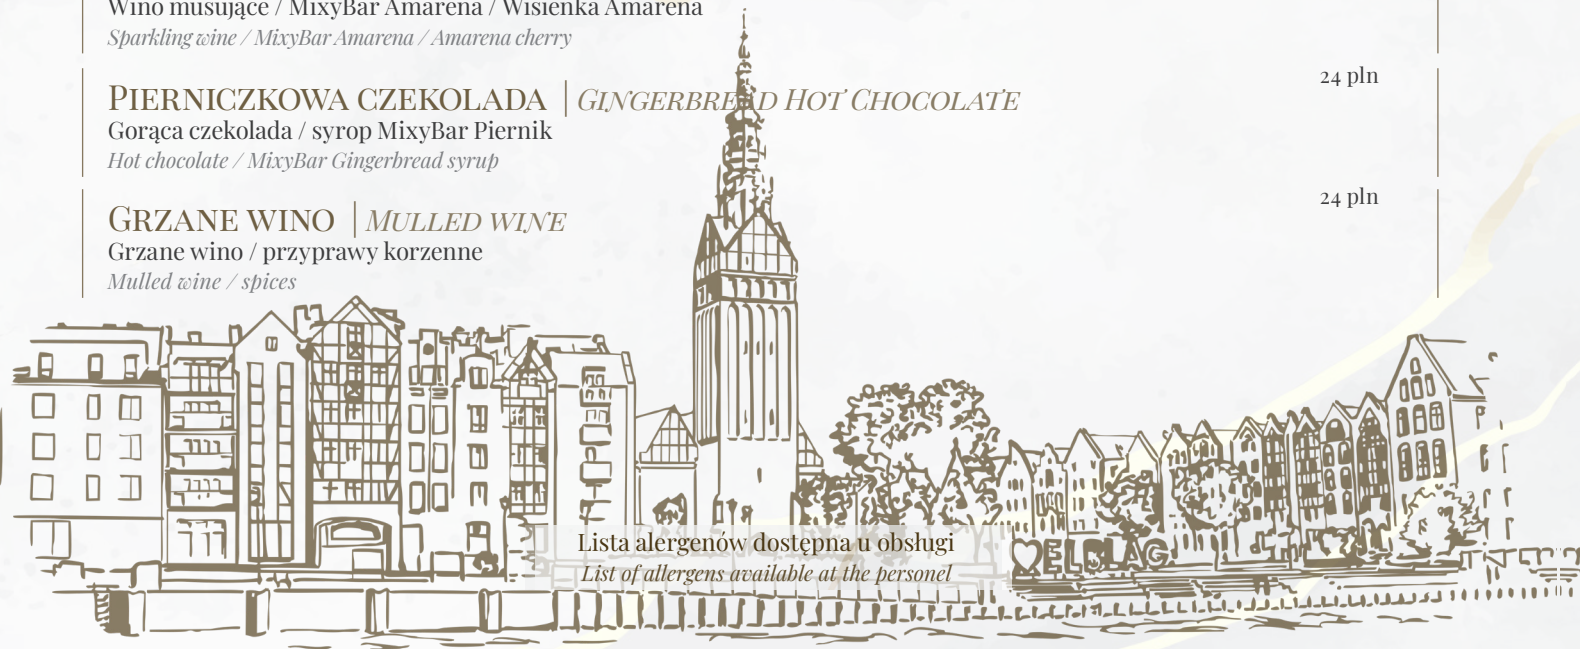 Wino musujące / MixyBar Amarena / Wisienka Amarena
Sparkling wine / MixyBar Amarena / Amarena cherry
24 pln
PIERNICZKOWA CZEKOLADA | GINGERBREAD HOT CHOCOLATE
Gorąca czekolada / syrop MixyBar Piernik
Hot chocolate / MixyBar Gingerbread syrup
24 pln
GRZANE WINO | MULLED WINE
Grzane wino / przyprawy korzenne
Mulled wine / spices
Lista alergenów dostępna u obsługi
List of allergens available at the personel
ELBLĄG